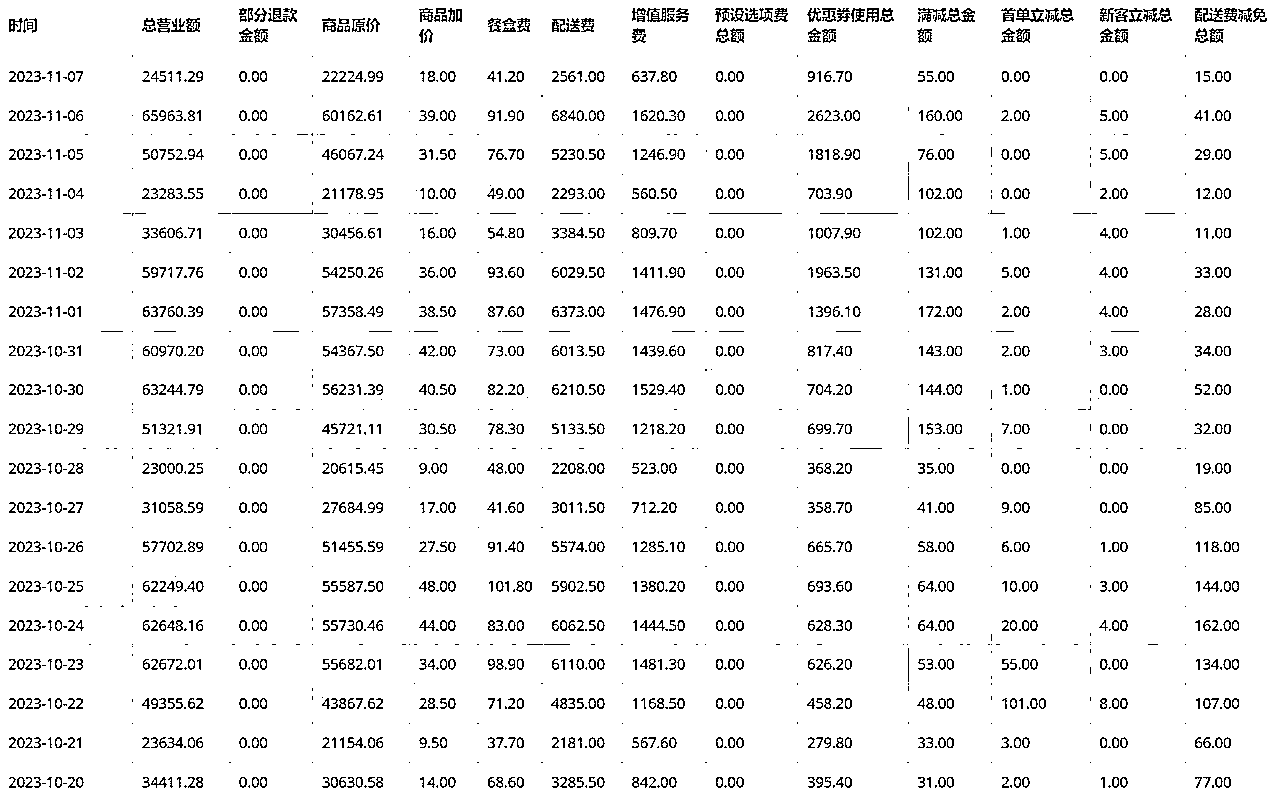 时间 总营业额 部分退款金额 商品原价 商品加价 餐盒费 配送费 增值服务费 预设选项费总额 优惠券使用总金额 满减总金额 首单立减总金额 新客立减总金额 配送费减免总额
2023-11-07 24511.29 0.00 22224.99 18.00 41.20 2561.00 637.80 0.00 916.70 55.00 0.00 0.00 15.00
2023-11-06 65963.81 0.00 60162.61 39.00 91.90 6840.00 1620.30 0.00 2623.00 160.00 2.00 5.00 41.00
2023-11-05 50752.94 0.00 46067.24 31.50 76.70 5230.50 1246.90 0.00 1818.90 76.00 0.00 5.00 29.00
2023-11-04 23283.55 0.00 21178.95 10.00 49.00 2293.00 560.50 0.00 703.90 102.00 0.00 2.00 12.00
2023-11-03 33606.71 0.00 30456.61 16.00 54.80 3384.50 809.70 0.00 1007.90 102.00 1.00 4.00 11.00
2023-11-02 59717.76 0.00 54250.26 36.00 93.60 6029.50 1411.90 0.00 1963.50 131.00 5.00 4.00 33.00
2023-11-01 63760.39 0.00 57358.49 38.50 87.60 6373.00 1476.90 0.00 1396.10 172.00 2.00 4.00 28.00
2023-10-31 60970.20 0.00 54367.50 42.00 73.00 6013.50 1439.60 0.00 817.40 143.00 2.00 3.00 34.00
2023-10-30 63244.79 0.00 56231.39 40.50 82.20 6210.50 1529.40 0.00 704.20 144.00 1.00 0.00 52.00
2023-10-29 51321.91 0.00 45721.11 30.50 78.30 5133.50 1218.20 0.00 699.70 153.00 7.00 0.00 32.00
2023-10-28 23000.25 0.00 20615.45 9.00 48.00 2208.00 523.00 0.00 368.20 35.00 0.00 0.00 19.00
2023-10-27 31058.59 0.00 27684.99 17.00 41.60 3011.50 712.20 0.00 358.70 41.00 9.00 0.00 85.00
2023-10-26 57702.89 0.00 51455.59 27.50 91.40 5574.00 1285.10 0.00 665.70 58.00 6.00 1.00 118.00
2023-10-25 62249.40 0.00 55587.50 48.00 101.80 5902.50 1380.20 0.00 693.60 64.00 10.00 3.00 144.00
2023-10-24 62648.16 0.00 55730.46 44.00 83.00 6062.50 1444.50 0.00 628.30 64.00 20.00 4.00 162.00
2023-10-23 62672.01 0.00 55682.01 34.00 98.90 6110.00 1481.30 0.00 626.20 53.00 55.00 0.00 134.00
2023-10-22 49355.62 0.00 43867.62 28.50 71.20 4835.00 1168.50 0.00 458.20 48.00 101.00 8.00 107.00
2023-10-21 23634.06 0.00 21154.06 9.50 37.70 2181.00 567.60 0.00 279.80 33.00 3.00 0.00 66.00
2023-10-20 34411.28 0.00 30630.58 14.00 68.60 3285.50 842.00 0.00 395.40 31.00 2.00 1.00 77.00